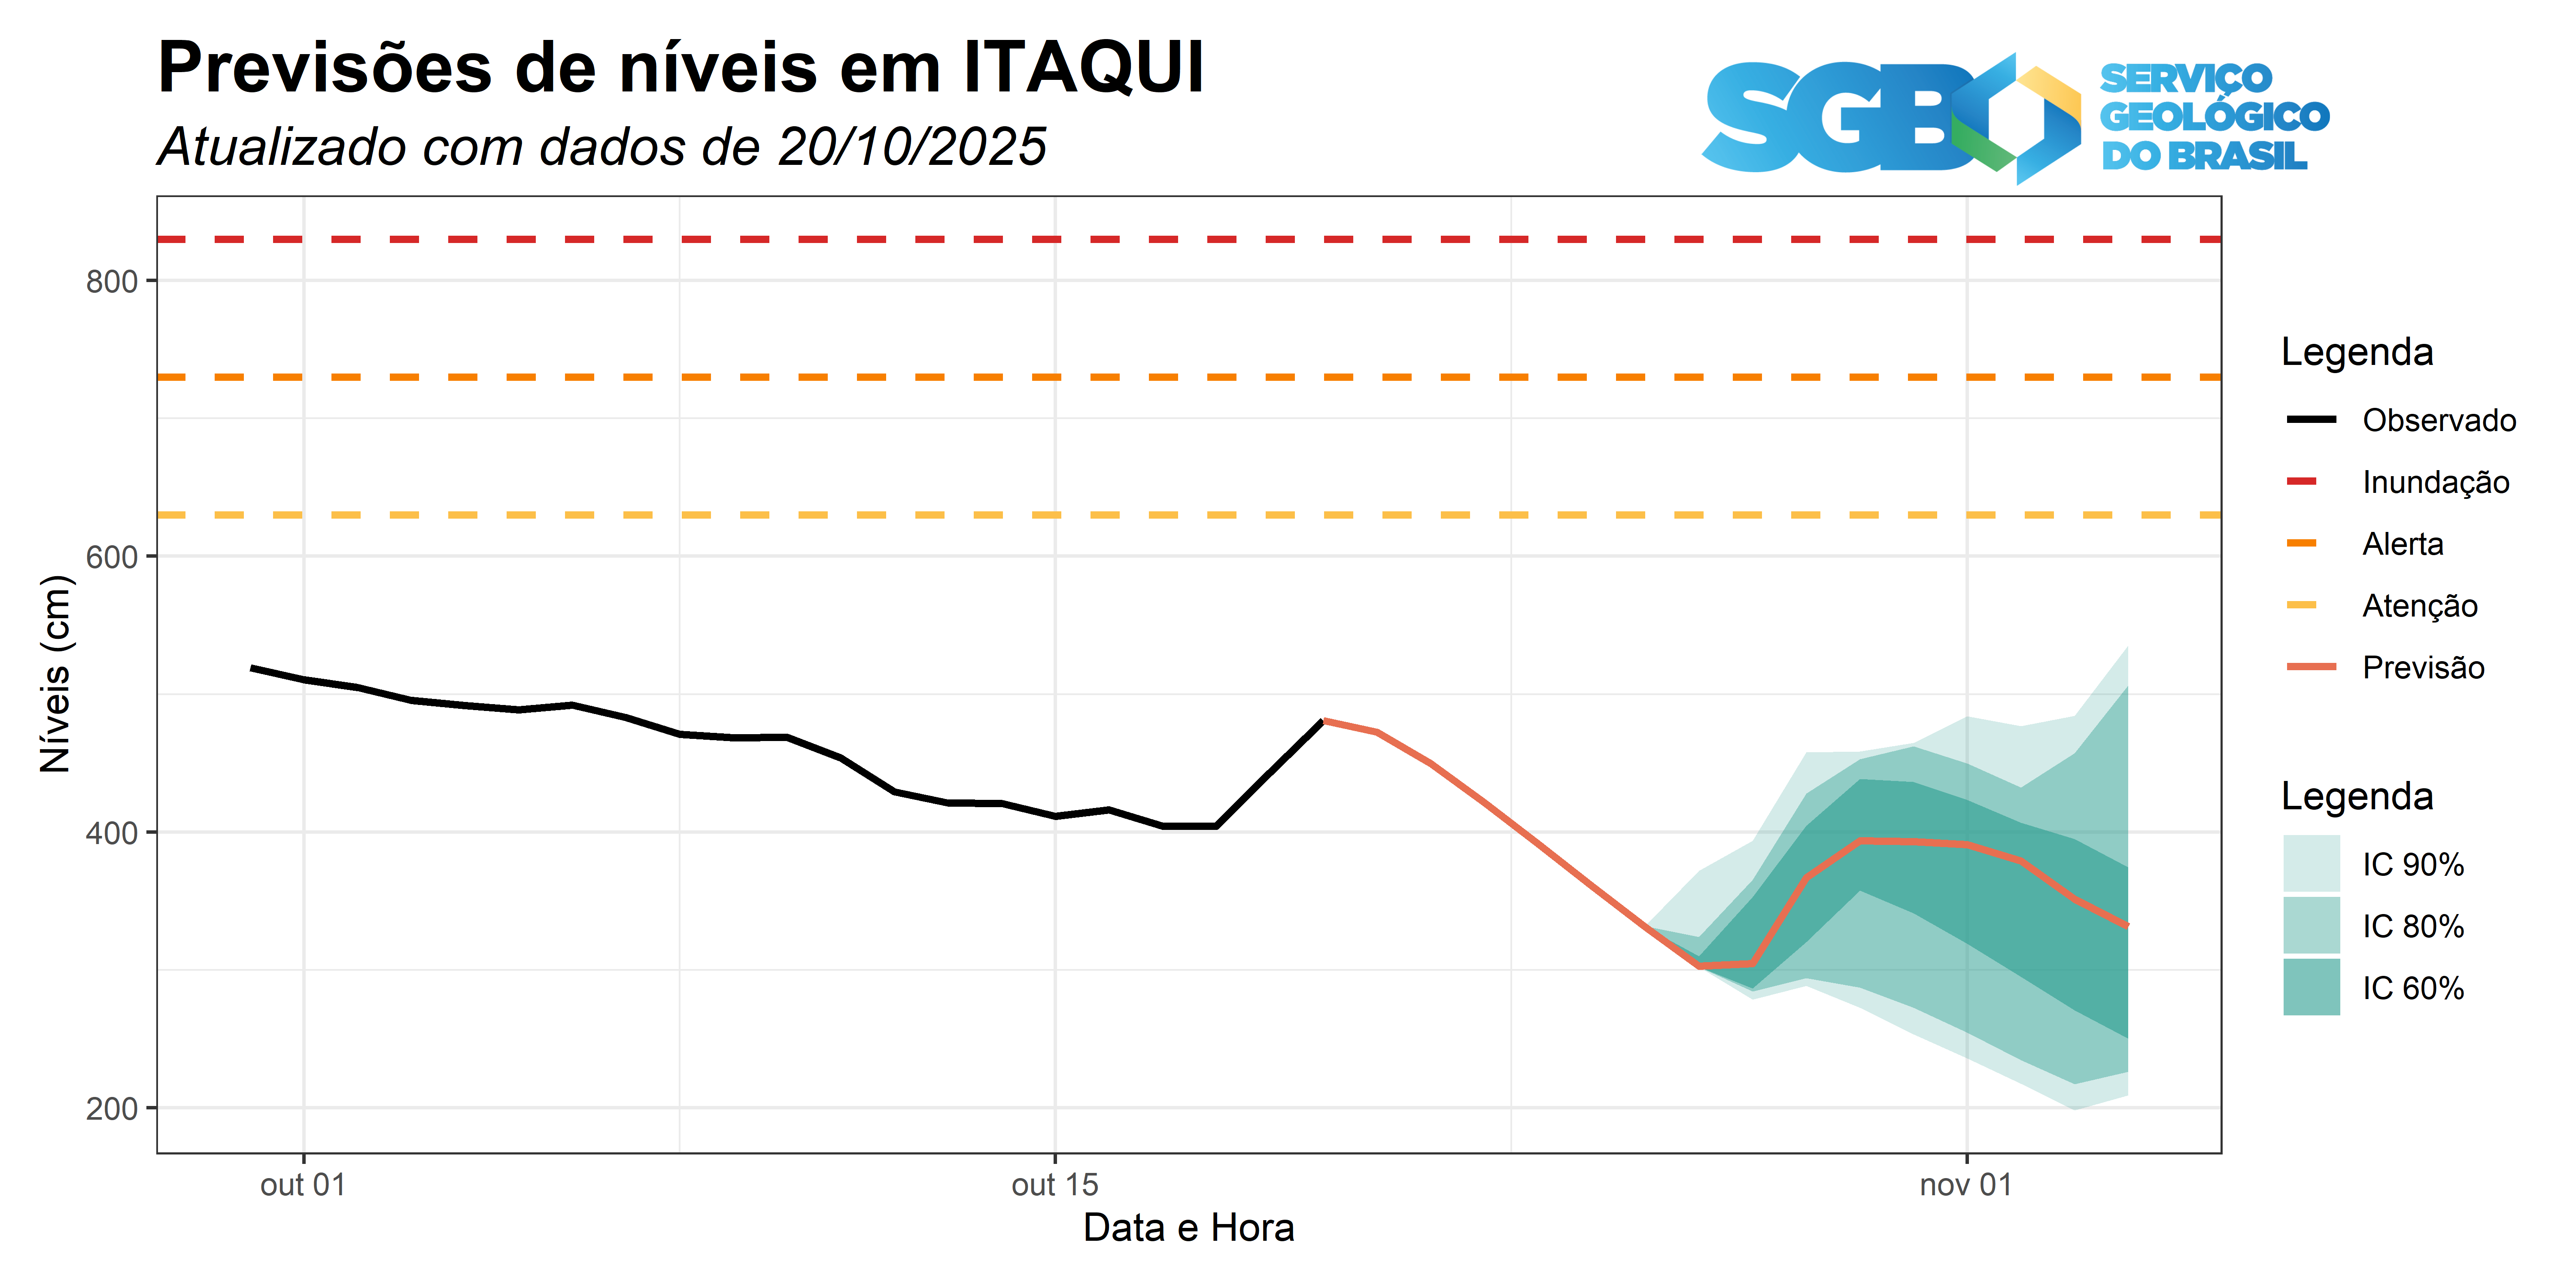 Previsões de níveis em ITAQUI
Atualizado com dados de 20/10/2025
SGB
SERVIÇO
GEOLÓGICO
DO BRASIL
Níveis (cm)
800
600
400
200
out 01
out 15
nov 01
Data e Hora
Legenda
Observado
Inundação
Alerta
Atenção
Previsão
Legenda
IC 90%
IC 80%
IC 60%